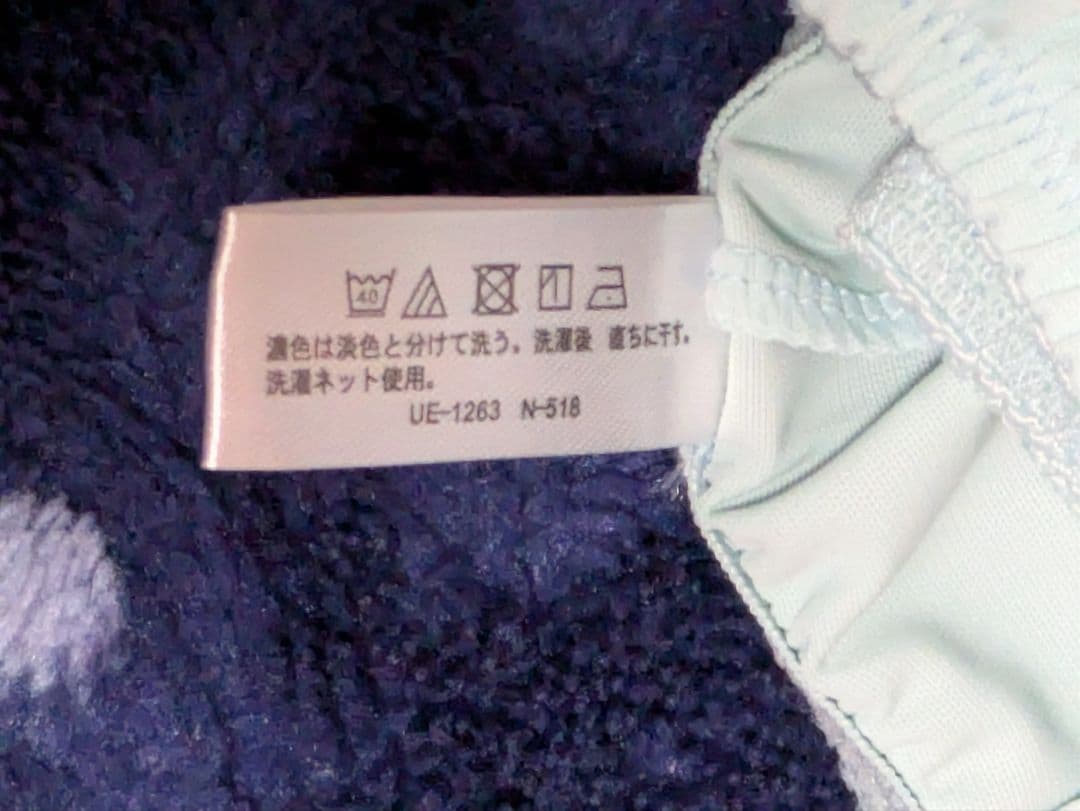 40
濃色は淡色と分けて洗う。洗濯後 直ちに干す。
洗濯ネット使用。
UE-1263 N-518